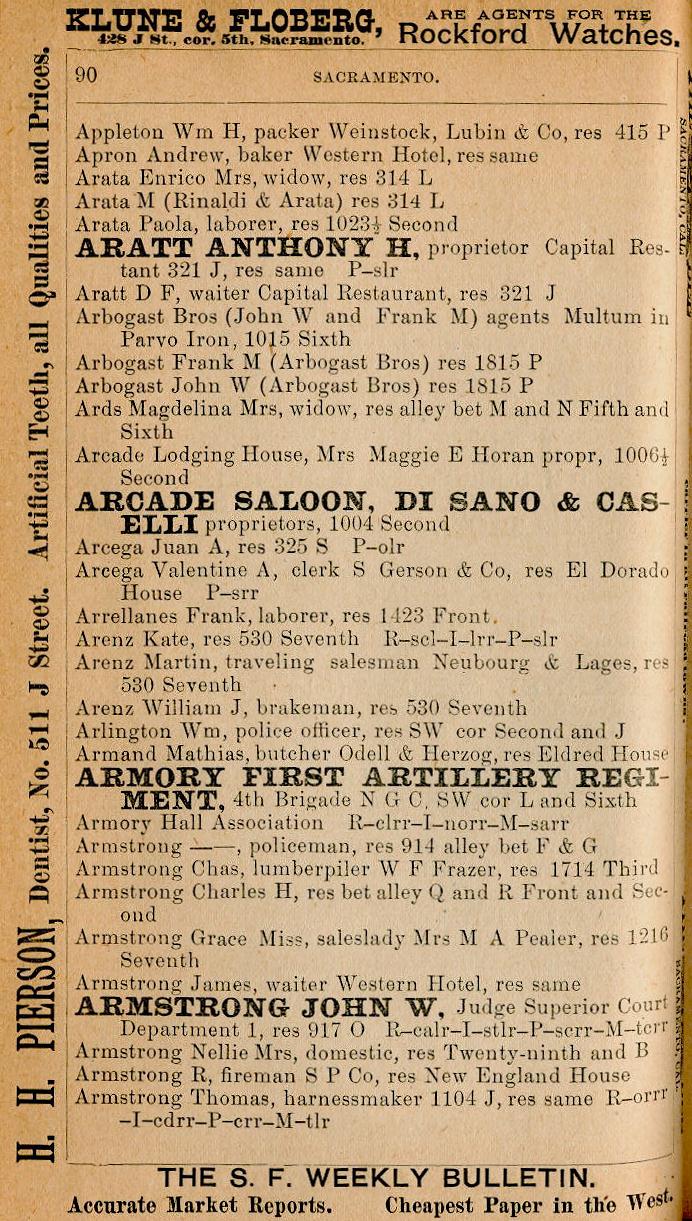 KLUNE & FLOBERG, ARE AGENTS FOR THE
428 J St., cor. 5th, Sacramento. Rockford Watches.
90 SACRAMENTO.
Appleton Wm H, packer Weinstock, Lubin & Co, res 415 P
Apron Andrew, baker Western Hotel, res same
Arata Enrico Mrs, widow, res 314 L
Arata M (Rinaldi & Arata) res 314 L
Arata Paola, laborer, res 1023½ Second
ARATT ANTHONY H, proprietor Capital Res-
tant 321 J, res same P-slr
Aratt D F, waiter Capital Restaurant, res 321 J
Arbogast Bros (John W and Frank M) agents Multum in
Parvo Iron, 1015 Sixth
Arbogast Frank M (Arbogast Bros) res 1815 P
Arbogast John W (Arbogast Bros) res 1815 P
Ards Magdelina Mrs, widow, res alley bet M and N Fifth and
Sixth
Arcade Lodging House, Mrs Maggie E Horan propr, 1006½
Second
ARCADE SALOON, DI SANO & CAS-
ELLI proprietors, 1004 Second
Arcega Juan A, res 325 S P-olr
Arcega Valentine A, clerk S Gerson & Co, res El Dorado
House P-srr
Arrellanes Frank, laborer, res 1423 Front.
Arenz Kate, res 530 Seventh R-scl-I-lrr-P-slr
Arenz Martin, traveling salesman Neubourg & Lages, res
530 Seventh
Arenz William J, brakeman, res 530 Seventh
Arlington Wm, police officer, res SW cor Second and J
Armand Mathias, butcher Odell & Herzog, res Eldred House
ARMORY FIRST ARTILLERY REGI-
MENT, 4th Brigade N G C, SW cor L and Sixth
Armory Hall Association R-clrr-I-norr-M-sarr
Armstrong ——, policeman, res 914 alley bet F & G
Armstrong Chas, lumberpiler W F Frazer, res 1714 Third
Armstrong Charles H, res bet alley Q and R Front and Sec-
ond
Armstrong Grace Miss, saleslady Mrs M A Pealer, res 1216
Seventh
Armstrong James, waiter Western Hotel, res same
ARMSTRONG JOHN W, Judge Superior Court
Department 1, res 917 O R-calr-I-stlr-P-scrr-M-tcrr
Armstrong Nellie Mrs, domestic, res Twenty-ninth and B
Armstrong R, fireman S P Co, res New England House
Armstrong Thomas, harnessmaker 1104 J, res same R-orrr
-I-cdrr-P-crr-M-tlr
THE S. F. WEEKLY BULLETIN.
Accurate Market Reports. Cheapest Paper in the West.
H. H. PIERSON, Dentist, No. 511 J Street. Artificial Teeth, all Qualities and Prices.
SACRAMENTO, CAL.